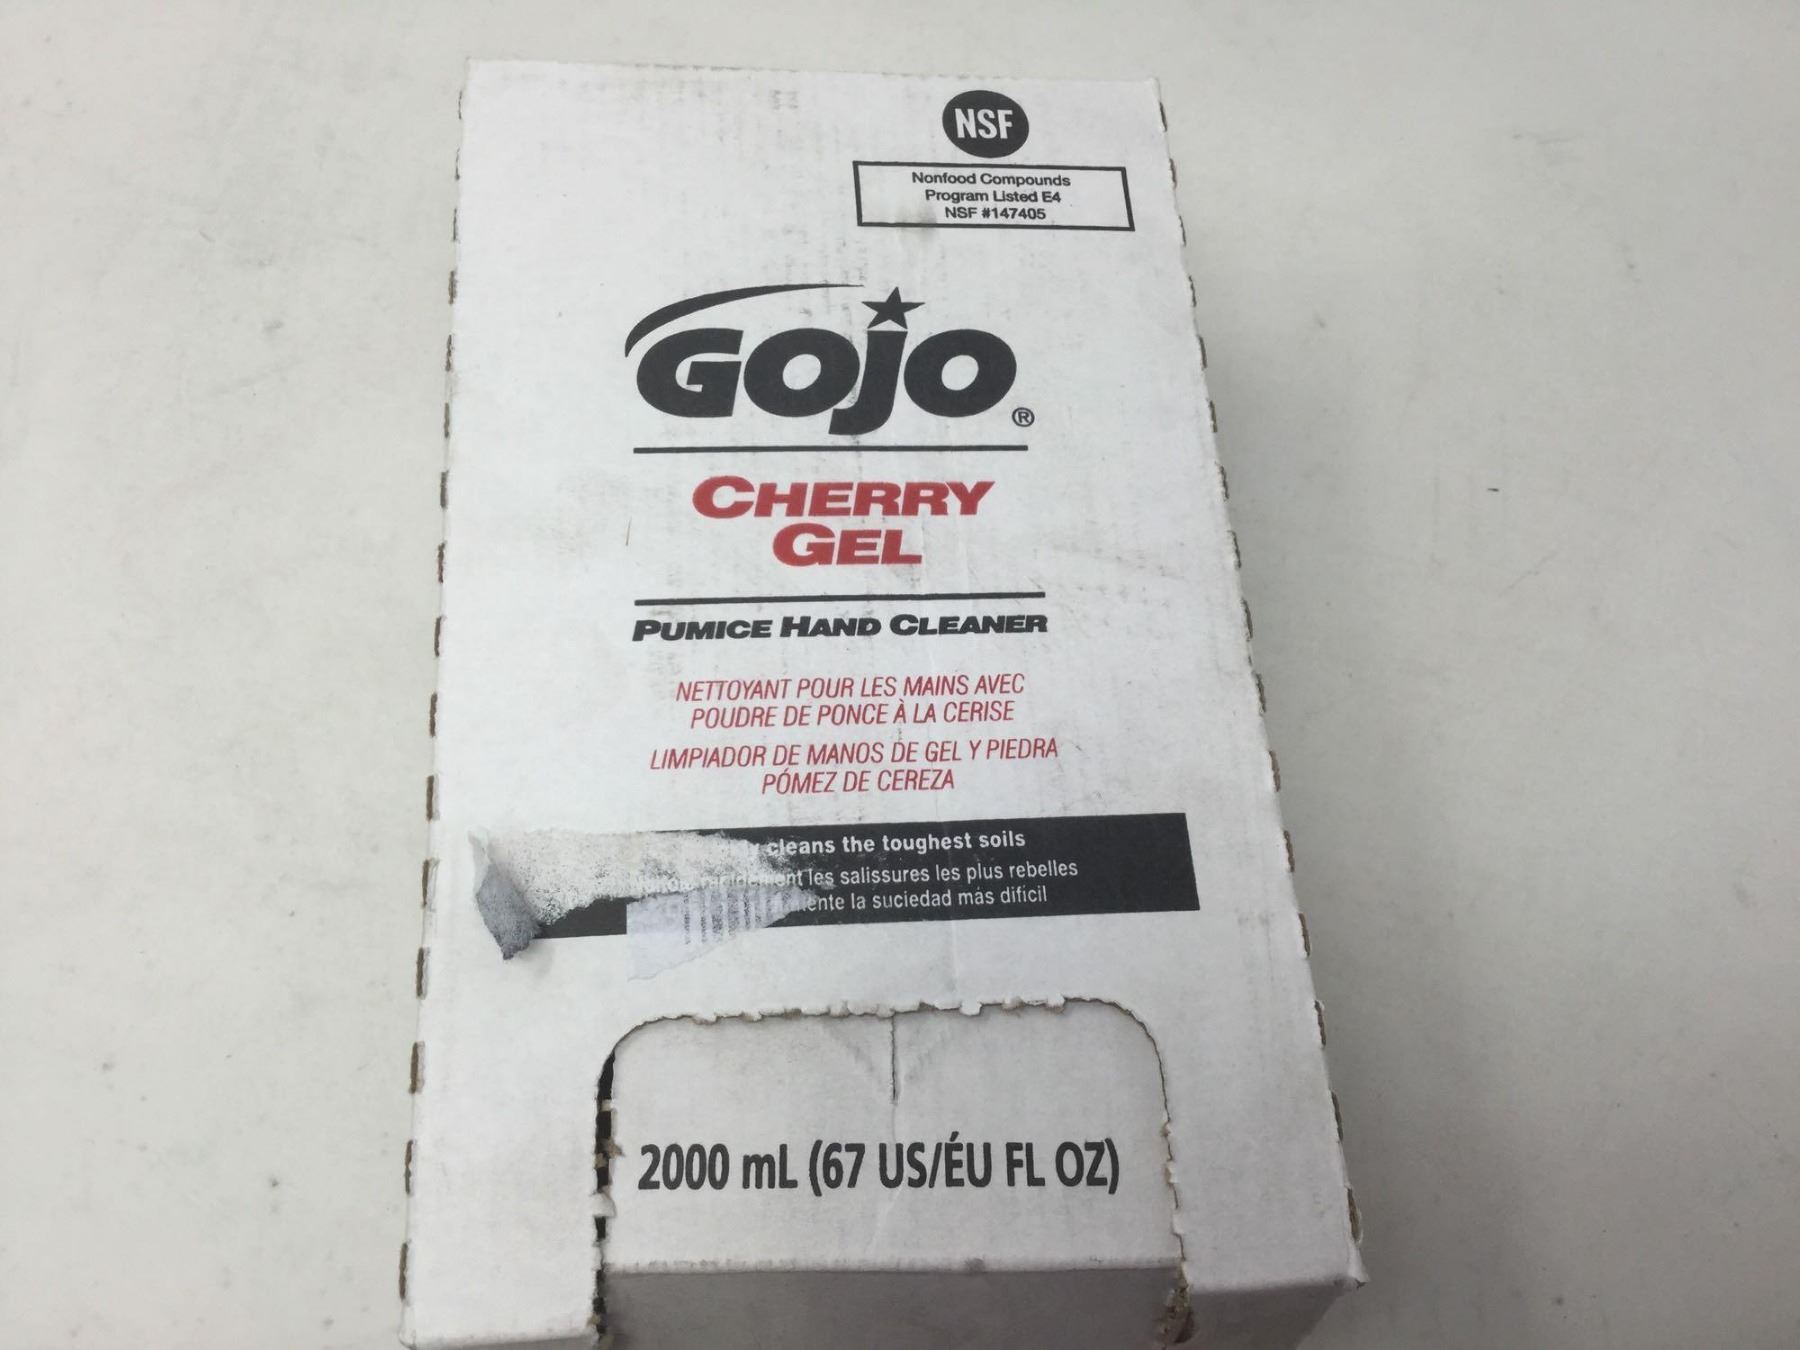 NSF
Nonfood Compounds
Program Listed E4
NSF #147405
GOJO®
CHERRY
GEL
PUMICE HAND CLEANER
NETTOYANT POUR LES MAINS AVEC
POUDRE DE PONCE À LA CERISE
LIMPIADOR DE MANOS DE GEL Y PIEDRA
PÓMEZ DE CEREZA
cleans the toughest soils
les salissures les plus rebelles
la suciedad más difícil
2000 mL (67 US/ÉU FL OZ)